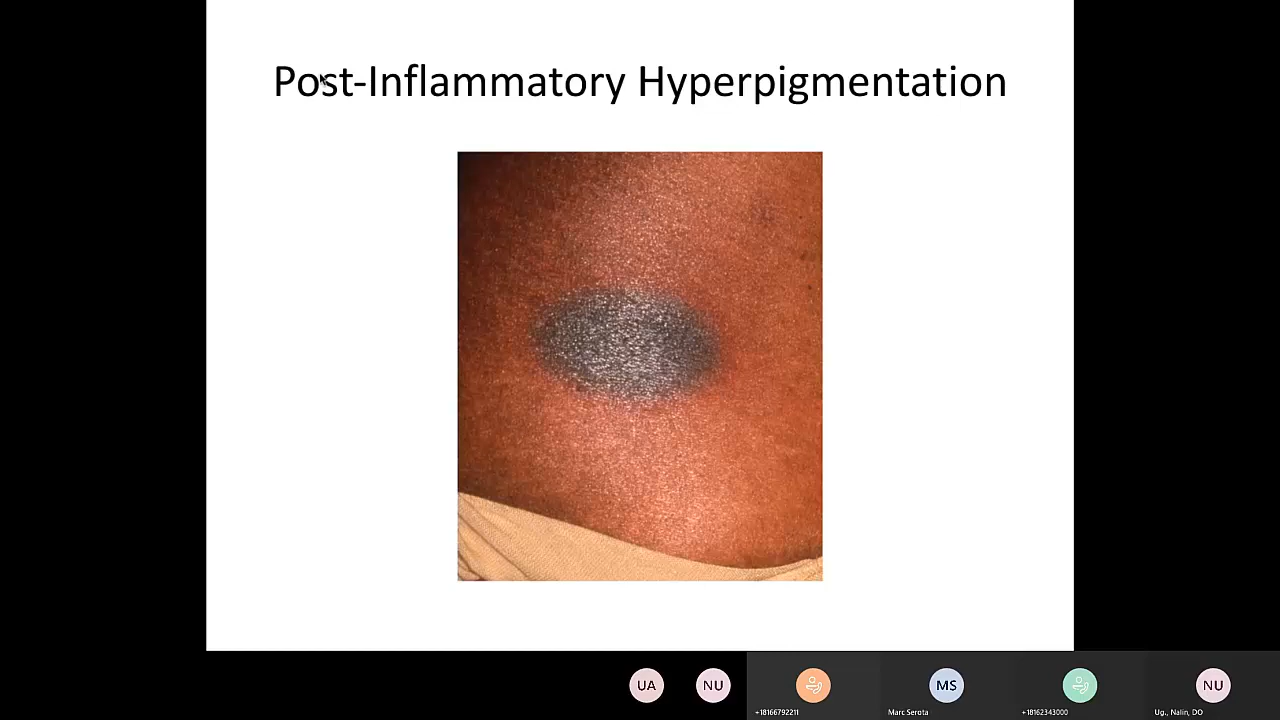 Post-Inflammatory Hyperpigmentation
UA
NU
MS
NU
+18166792211
Marc Serota
+18162343000
Ug., Nalin, DO